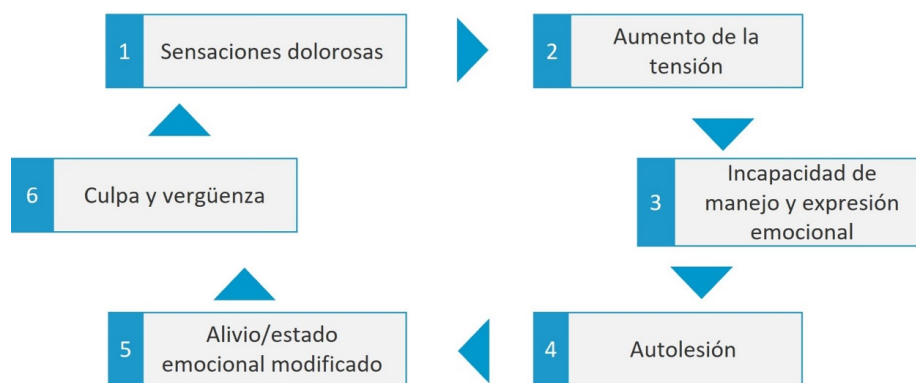 1
Sensaciones dolorosas
2
Aumento de la
tensión
3
Incapacidad de
manejo y expresión
emocional
4
Autolesión
5
Alivio/estado
emocional modificado
6
Culpa y vergüenza